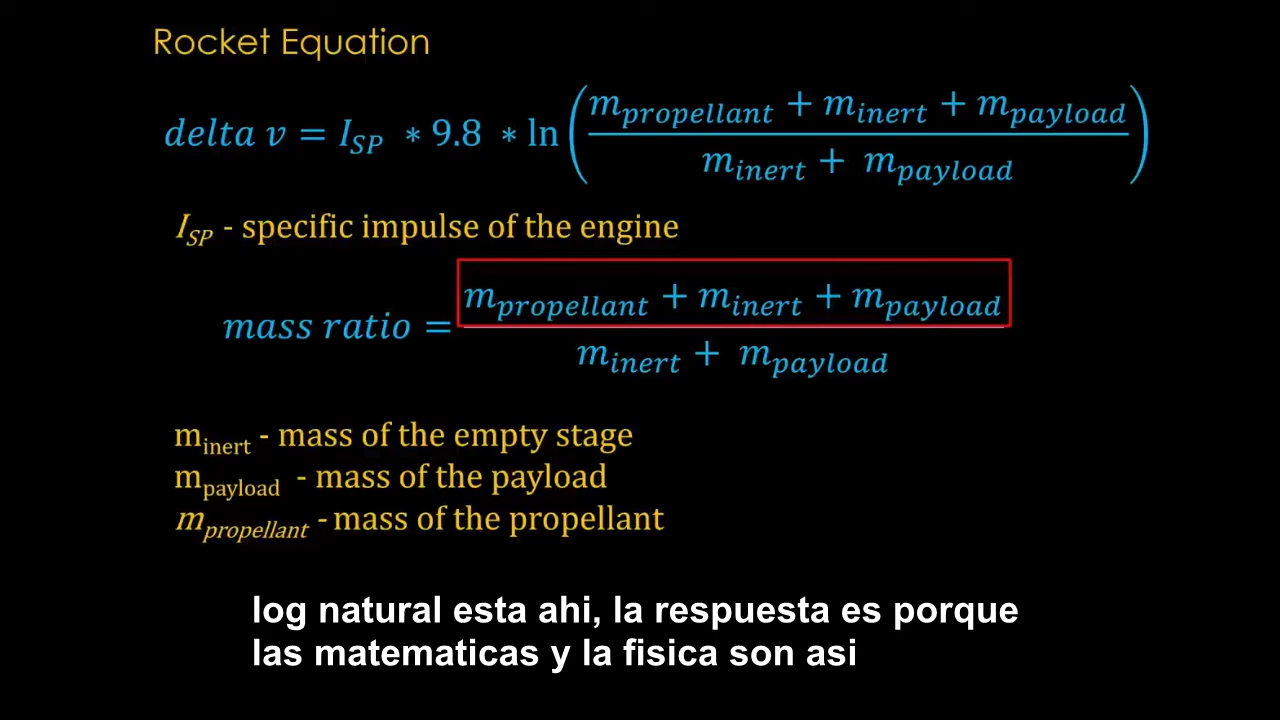 Rocket Equation
delta v = I_SP * 9.8 * ln((m_propellant + m_inert + m_payload) / (m_inert + m_payload))
I_SP - specific impulse of the engine
mass ratio = (m_propellant + m_inert + m_payload) / (m_inert + m_payload)
m_inert - mass of the empty stage
m_payload - mass of the payload
m_propellant - mass of the propellant
log natural esta ahi, la respuesta es porque
las matematicas y la fisica son asi